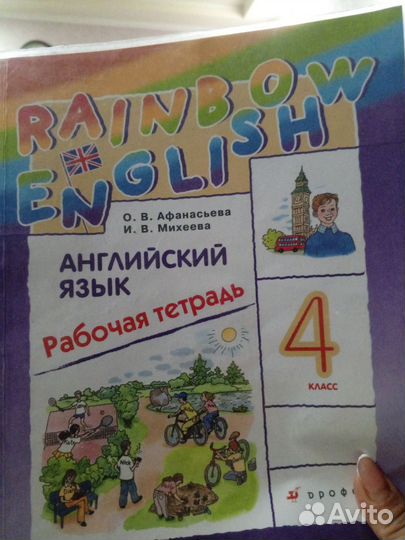 RAINBOW
ENGLISH
О. В. Афанасьева
И. В. Михеева
АНГЛИЙСКИЙ
ЯЗЫК
Рабочая тетрадь
4
КЛАСС
Avito